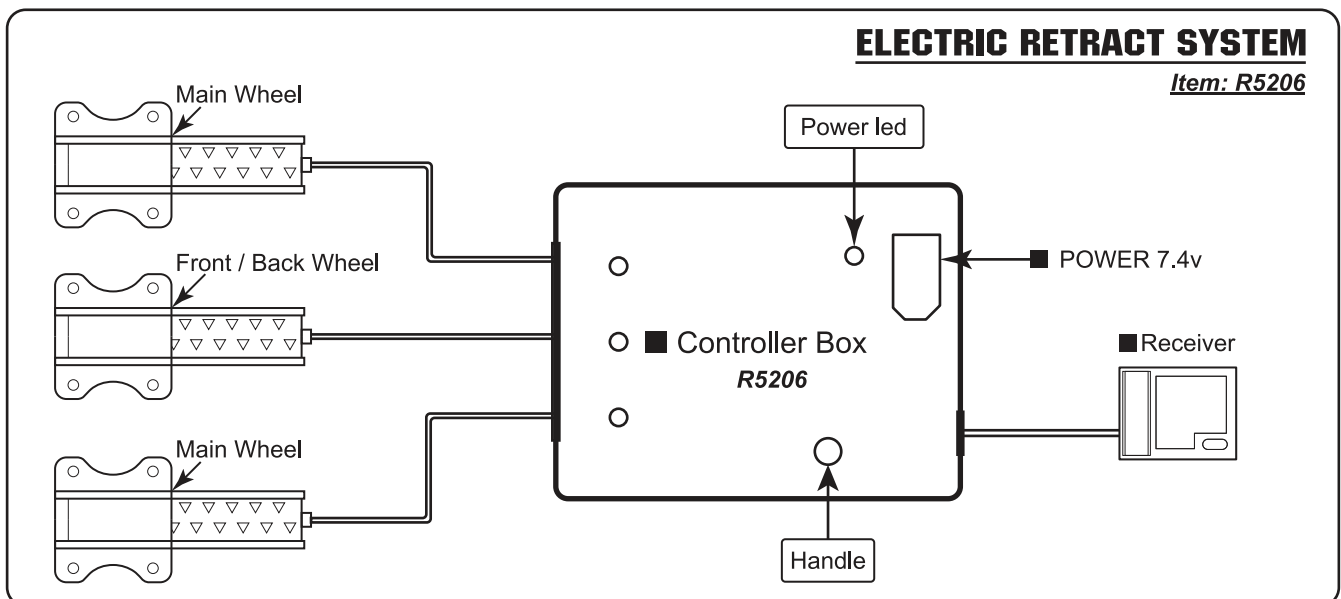 ELECTRIC RETRACT SYSTEM
Item: R5206
Main Wheel
Power led
Front / Back Wheel
POWER 7.4v
Controller Box
R5206
Receiver
Main Wheel
Handle